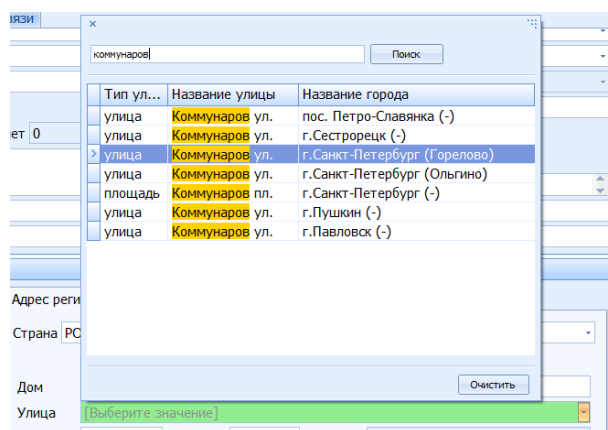 вязи
×
коммунаров
Поиск
Тип ул... Название улицы Название города
улица Коммунаров ул. пос. Петро-Славянка (-)
улица Коммунаров ул. г.Сестрорецк (-)
улица Коммунаров ул. г.Санкт-Петербург (Горелово)
улица Коммунаров ул. г.Санкт-Петербург (Ольгино)
площадь Коммунаров пл. г.Санкт-Петербург (-)
улица Коммунаров ул. г.Пушкин (-)
улица Коммунаров ул. г.Павловск (-)
ет 0
Адрес реги
Страна РО
Очистить
Дом
Улица [Выберите значение]